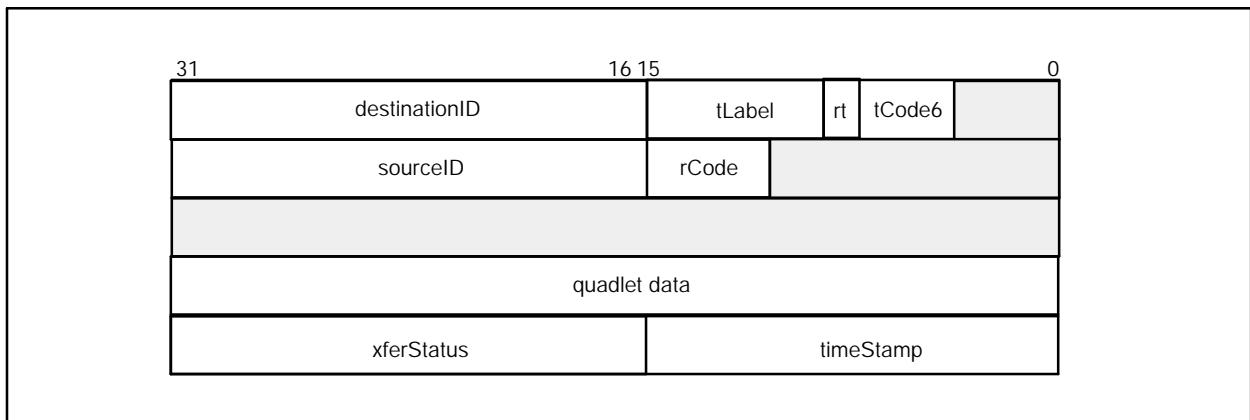 31 16 15 0
destinationID tLabel rt tCode6
sourceID rCode
quadlet data
xferStatus timeStamp